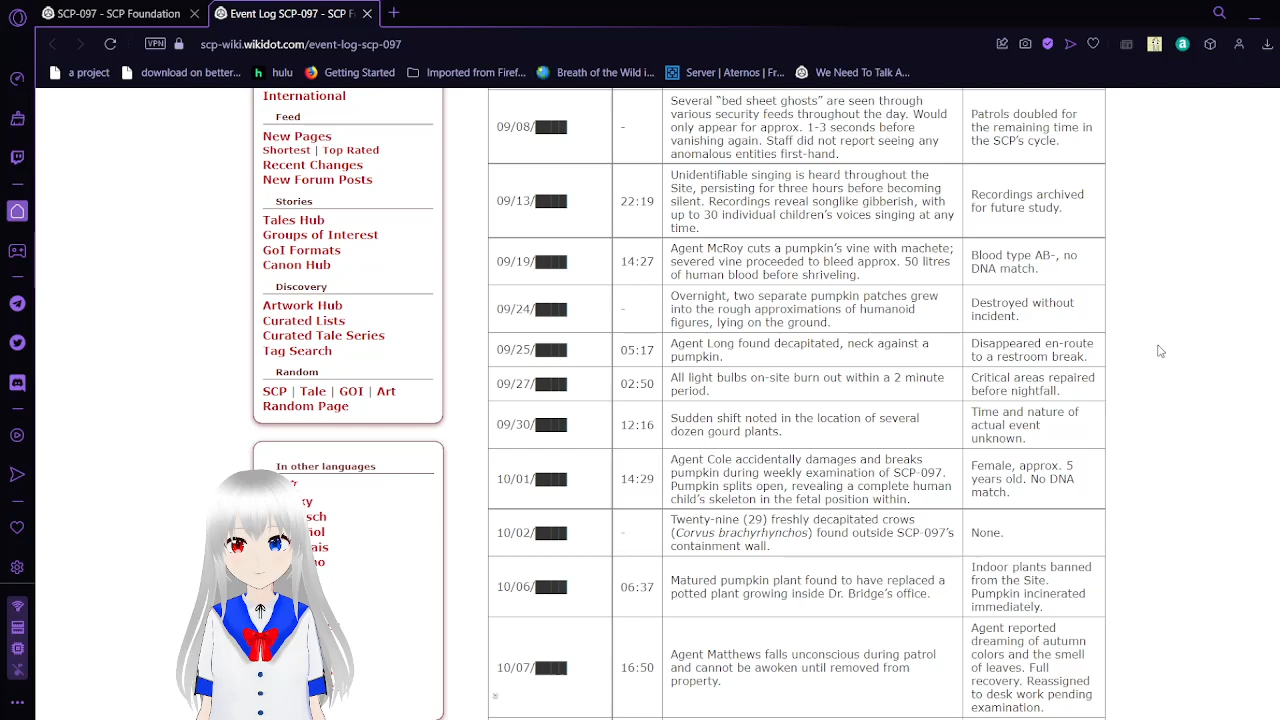 SCP-097 - SCP Foundation
Event Log SCP-097 - SCP F
VPN
scp-wiki.wikidot.com/event-log-scp-097
a project
download on better...
hulu
Getting Started
Imported from Firef...
Breath of the Wild i...
Server | Aternos | Fr...
We Need To Talk A...
International
Feed
New Pages
Shortest | Top Rated
Recent Changes
New Forum Posts
Stories
Tales Hub
Groups of Interest
GoI Formats
Canon Hub
Discovery
Artwork Hub
Curated Lists
Curated Tale Series
Tag Search
Random
SCP | Tale | GOI | Art
Random Page
In other languages
09/08/████
-
Several “bed sheet ghosts” are seen through
various security feeds throughout the day. Would
only appear for approx. 1-3 seconds before
vanishing again. Staff did not report seeing any
anomalous entities first-hand.
Patrols doubled for
the remaining time in
the SCP’s cycle.
09/13/████
22:19
Unidentifiable singing is heard throughout the
Site, persisting for three hours before becoming
silent. Recordings reveal songlike gibberish, with
up to 30 individual children’s voices singing at any
time.
Recordings archived
for future study.
09/19/████
14:27
Agent McRoy cuts a pumpkin’s vine with machete;
severed vine proceeded to bleed approx. 50 litres
of human blood before shriveling.
Blood type AB-, no
DNA match.
09/24/████
-
Overnight, two separate pumpkin patches grew
into the rough approximations of humanoid
figures, lying on the ground.
Destroyed without
incident.
09/25/████
05:17
Agent Long found decapitated, neck against a
pumpkin.
Disappeared en-route
to a restroom break.
09/27/████
02:50
All light bulbs on-site burn out within a 2 minute
period.
Critical areas repaired
before nightfall.
09/30/████
12:16
Sudden shift noted in the location of several
dozen gourd plants.
Time and nature of
actual event
unknown.
10/01/████
14:29
Agent Cole accidentally damages and breaks
pumpkin during weekly examination of SCP-097.
Pumpkin splits open, revealing a complete human
child’s skeleton in the fetal position within.
Female, approx. 5
years old. No DNA
match.
10/02/████
-
Twenty-nine (29) freshly decapitated crows
(Corvus brachyrhynchos) found outside SCP-097’s
containment wall.
None.
10/06/████
06:37
Matured pumpkin plant found to have replaced a
potted plant growing inside Dr. Bridge’s office.
Indoor plants banned
from the Site.
Pumpkin incinerated
immediately.
10/07/████
16:50
Agent Matthews falls unconscious during patrol
and cannot be awoken until removed from
property.
Agent reported
dreaming of autumn
colors and the smell
of leaves. Full
recovery. Reassigned
to desk work pending
examination.